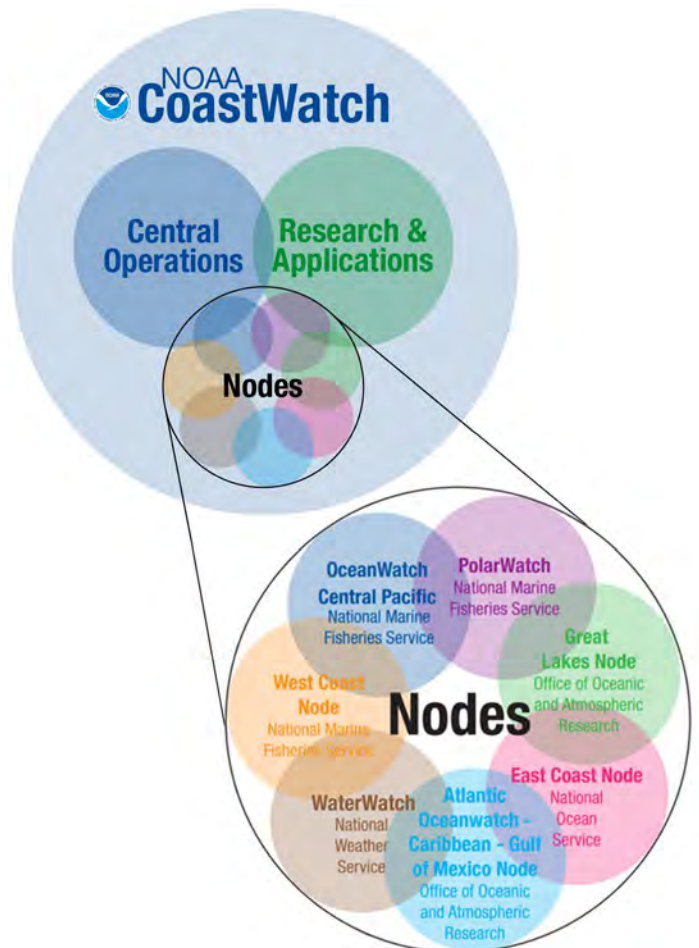 NOAA
CoastWatch
Central
Operations
Research &
Applications
Nodes
OceanWatch
Central Pacific
National Marine
Fisheries Service
PolarWatch
National Marine
Fisheries Service
Great
Lakes Node
Office of Oceanic
and Atmospheric
Research
West Coast
Node
National Marine
Fisheries Service
Nodes
East Coast Node
National
Ocean
Service
WaterWatch
National
Weather
Service
Atlantic
Oceanwatch -
Caribbean - Gulf
of Mexico Node
Office of Oceanic
and Atmospheric
Research